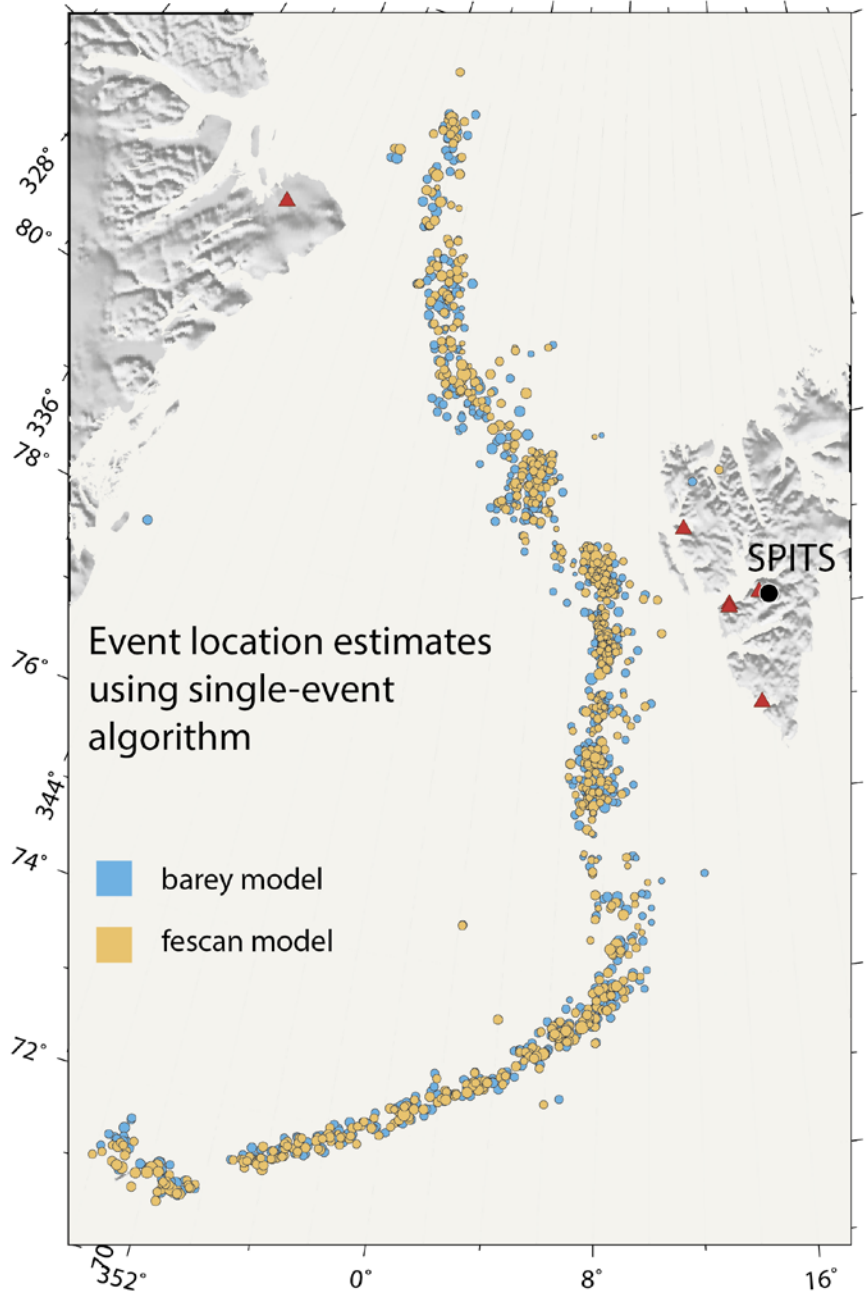 328°
80°
336°
78°
SPITS
Event location estimates
using single-event
algorithm
76°
344°
74°
barey model
fescan model
72°
70
352°
0°
8°
16°